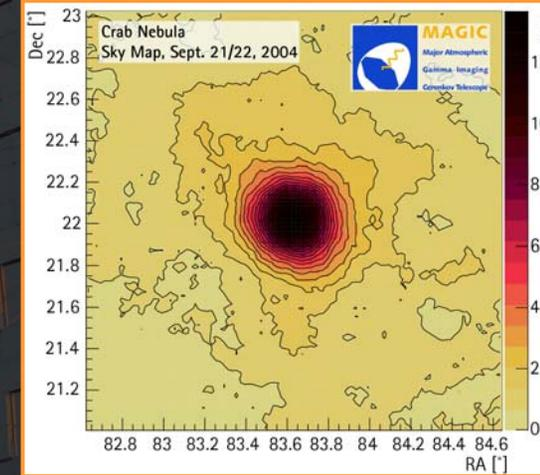 Crab Nebula
Sky Map, Sept. 21/22, 2004
MAGIC
Major Atmospheric
Gamma Imaging
Cerenkov Telescope
Dec [°]
23
22.8
22.6
22.4
22.2
22
21.8
21.6
21.4
21.2
82.8 83 83.2 83.4 83.6 83.8 84 84.2 84.4 84.6
RA [°]
8
6
4
2
0